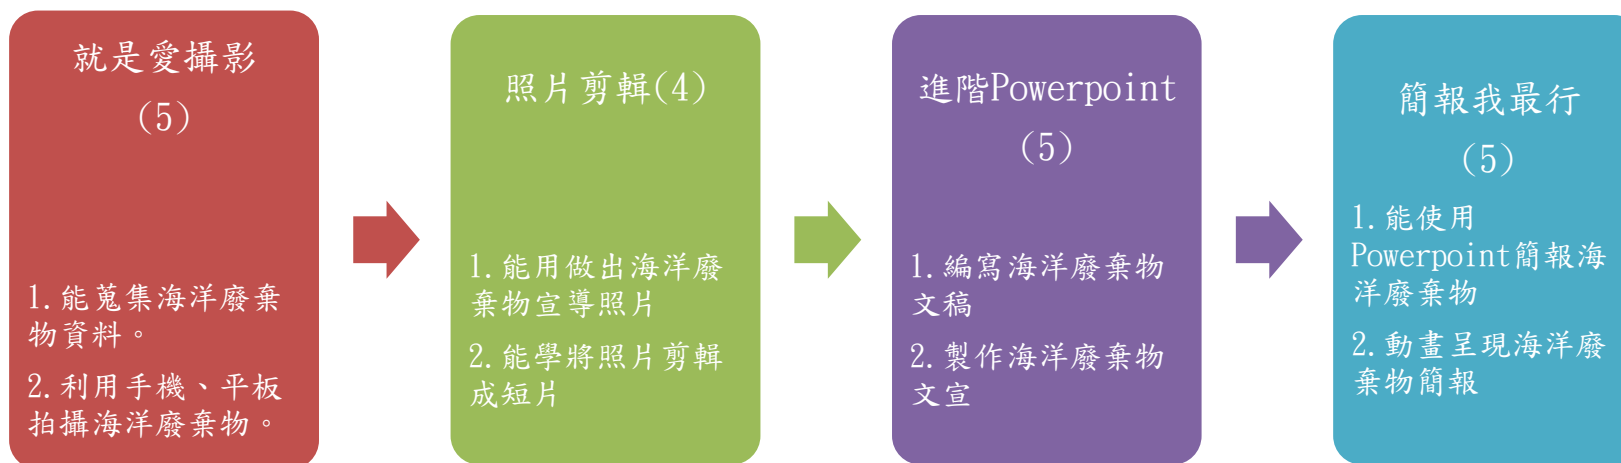 就是愛攝影
(5)
1.能蒐集海洋廢棄
物資料。
2.利用手機、平板
拍攝海洋廢棄物。
照片剪輯(4)
1.能用做出海洋廢
棄物宣導照片
2.能學將照片剪輯
成短片
進階Powerpoint
(5)
1.編寫海洋廢棄物
文稿
2.製作海洋廢棄物
文宣
簡報我最行
(5)
1.能使用
Powerpoint簡報海
洋廢棄物
2.動畫呈現海洋廢
棄物簡報